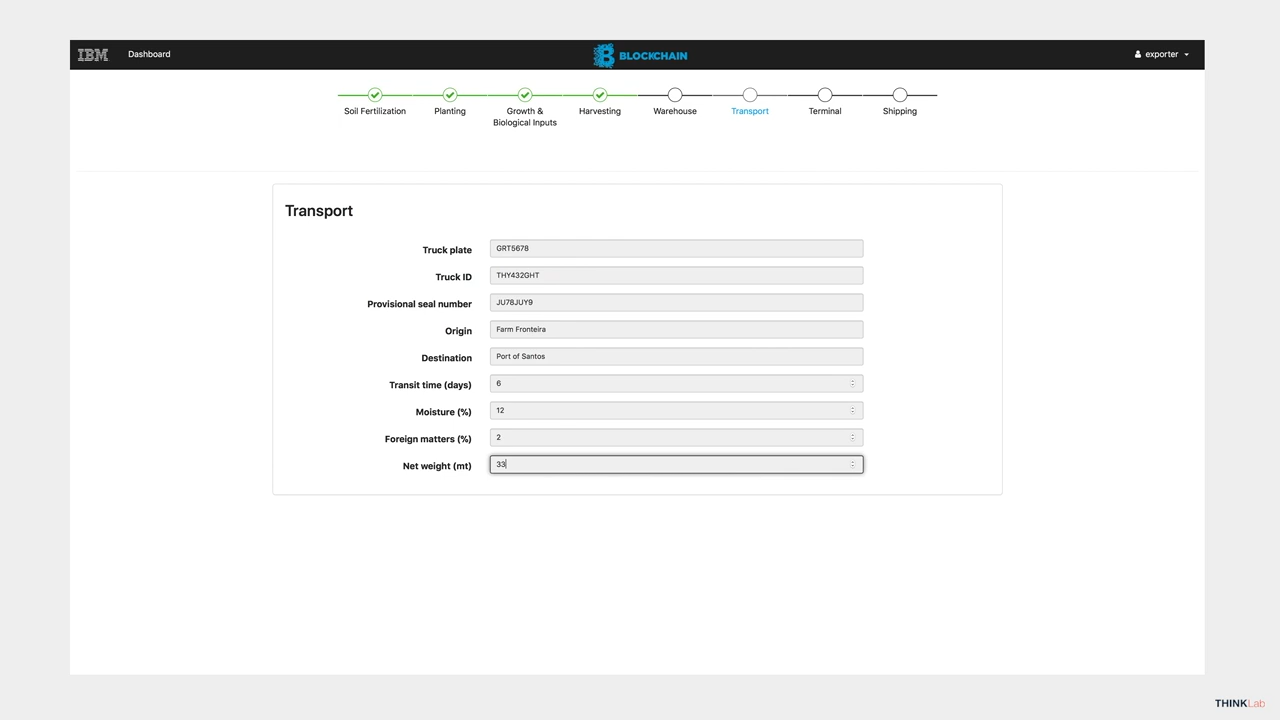 IBM Dashboard BLOCKCHAIN exporter
Soil Fertilization Planting Growth & Harvesting Warehouse Transport Terminal Shipping
Biological Inputs
Transport
Truck plate GRT5678
Truck ID THY432GHT
Provisional seal number JU78JUY9
Origin Farm Fronteira
Destination Port of Santos
Transit time (days) 6
Moisture (%) 12
Foreign matters (%) 2
Net weight (mt) 33
THINKLab